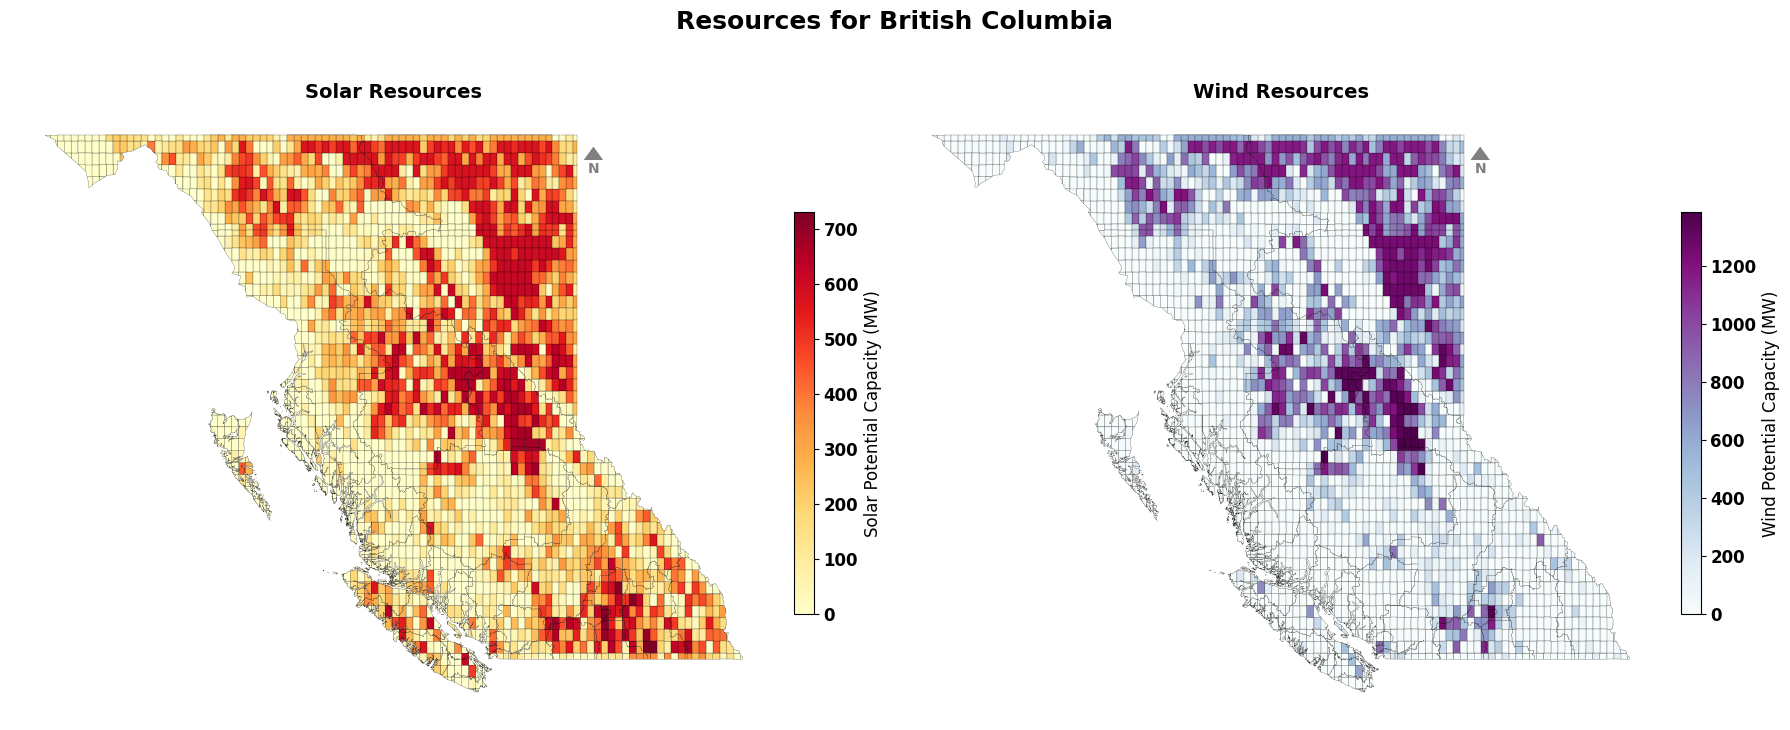 Resources for British Columbia
Solar Resources
N
700
600
500
400
300
200
100
0
Solar Potential Capacity (MW)
Wind Resources
N
1200
1000
800
600
400
200
0
Wind Potential Capacity (MW)